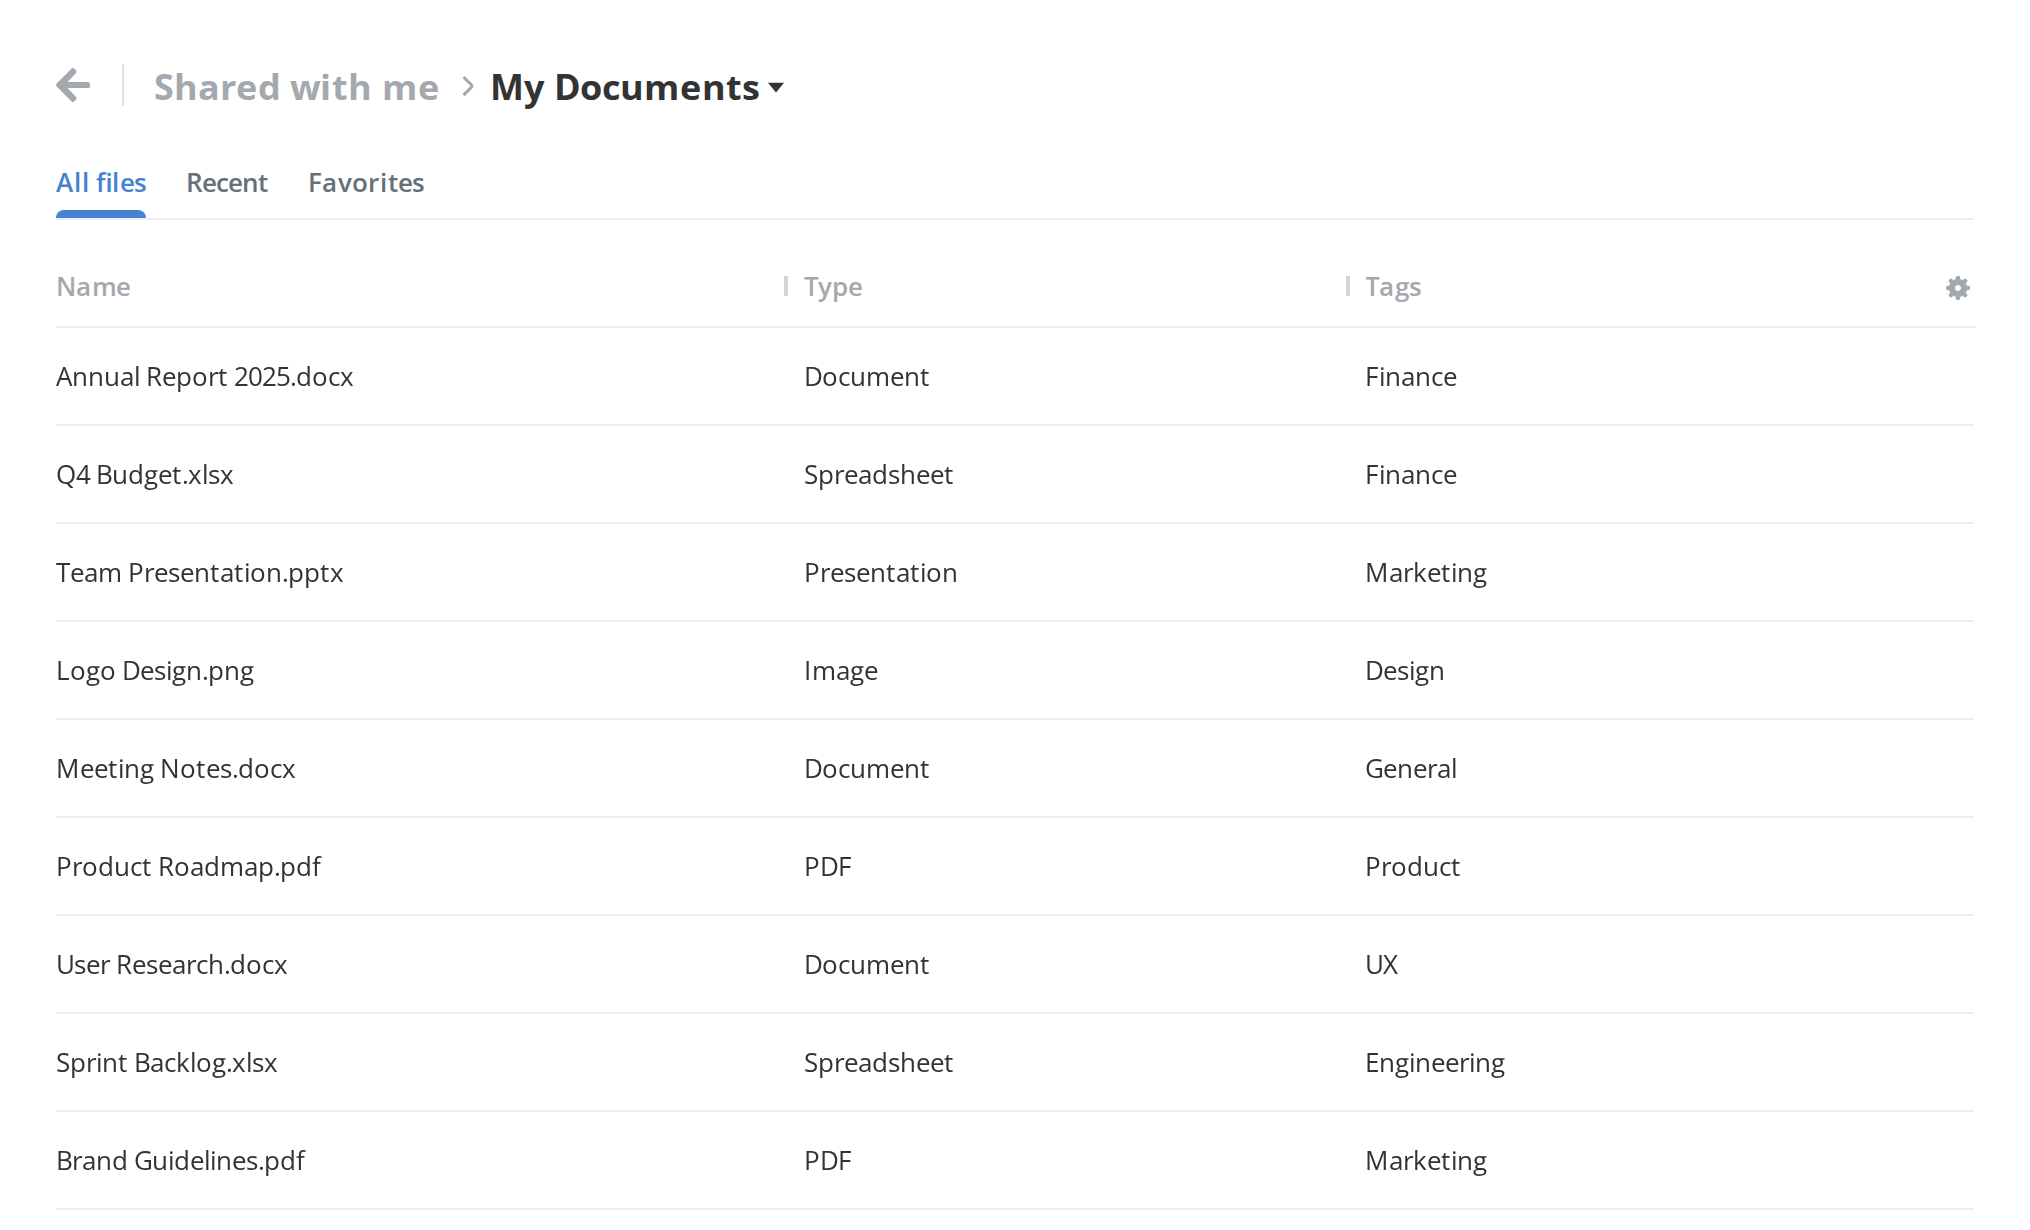 Shared with me > My Documents
All files Recent Favorites
Name Type Tags
Annual Report 2025.docx Document Finance
Q4 Budget.xlsx Spreadsheet Finance
Team Presentation.pptx Presentation Marketing
Logo Design.png Image Design
Meeting Notes.docx Document General
Product Roadmap.pdf PDF Product
User Research.docx Document UX
Sprint Backlog.xlsx Spreadsheet Engineering
Brand Guidelines.pdf PDF Marketing